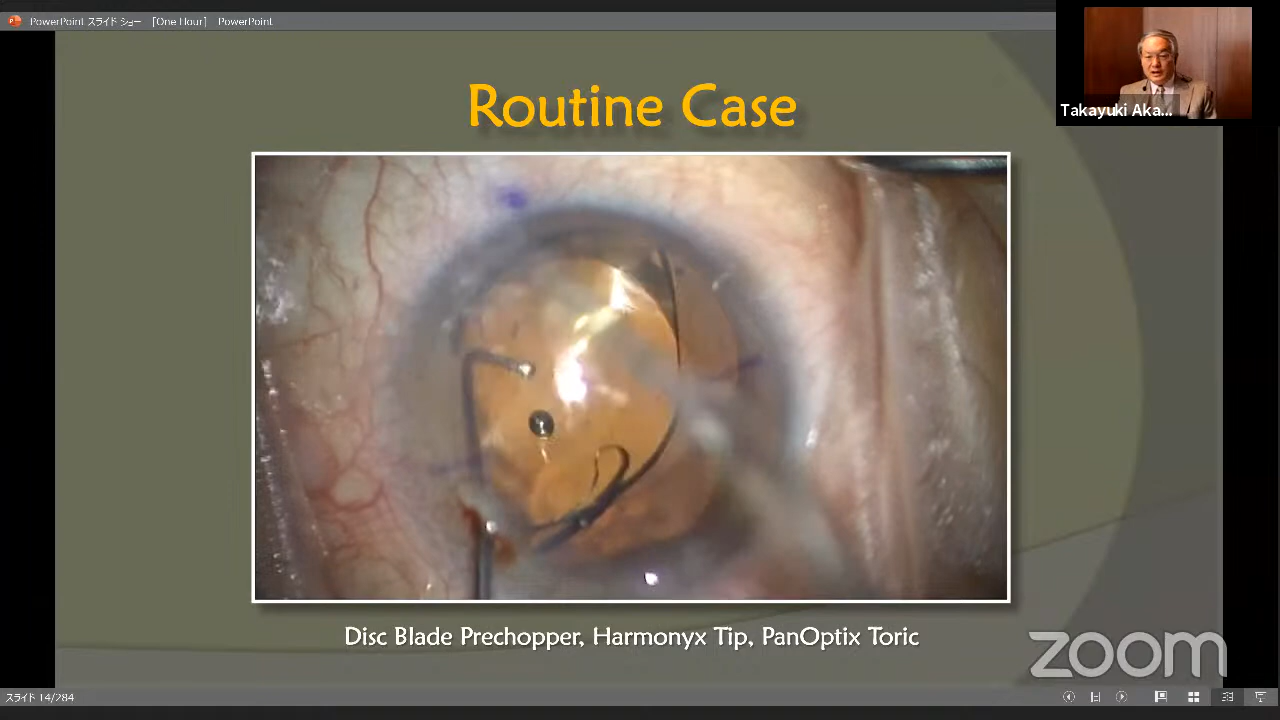 PowerPoint スライド ショー  [One Hour]  PowerPoint
Takayuki Aka...
Routine Case
Disc Blade Prechopper, Harmonyx Tip, PanOptix Toric
zoom
スライド 14/284